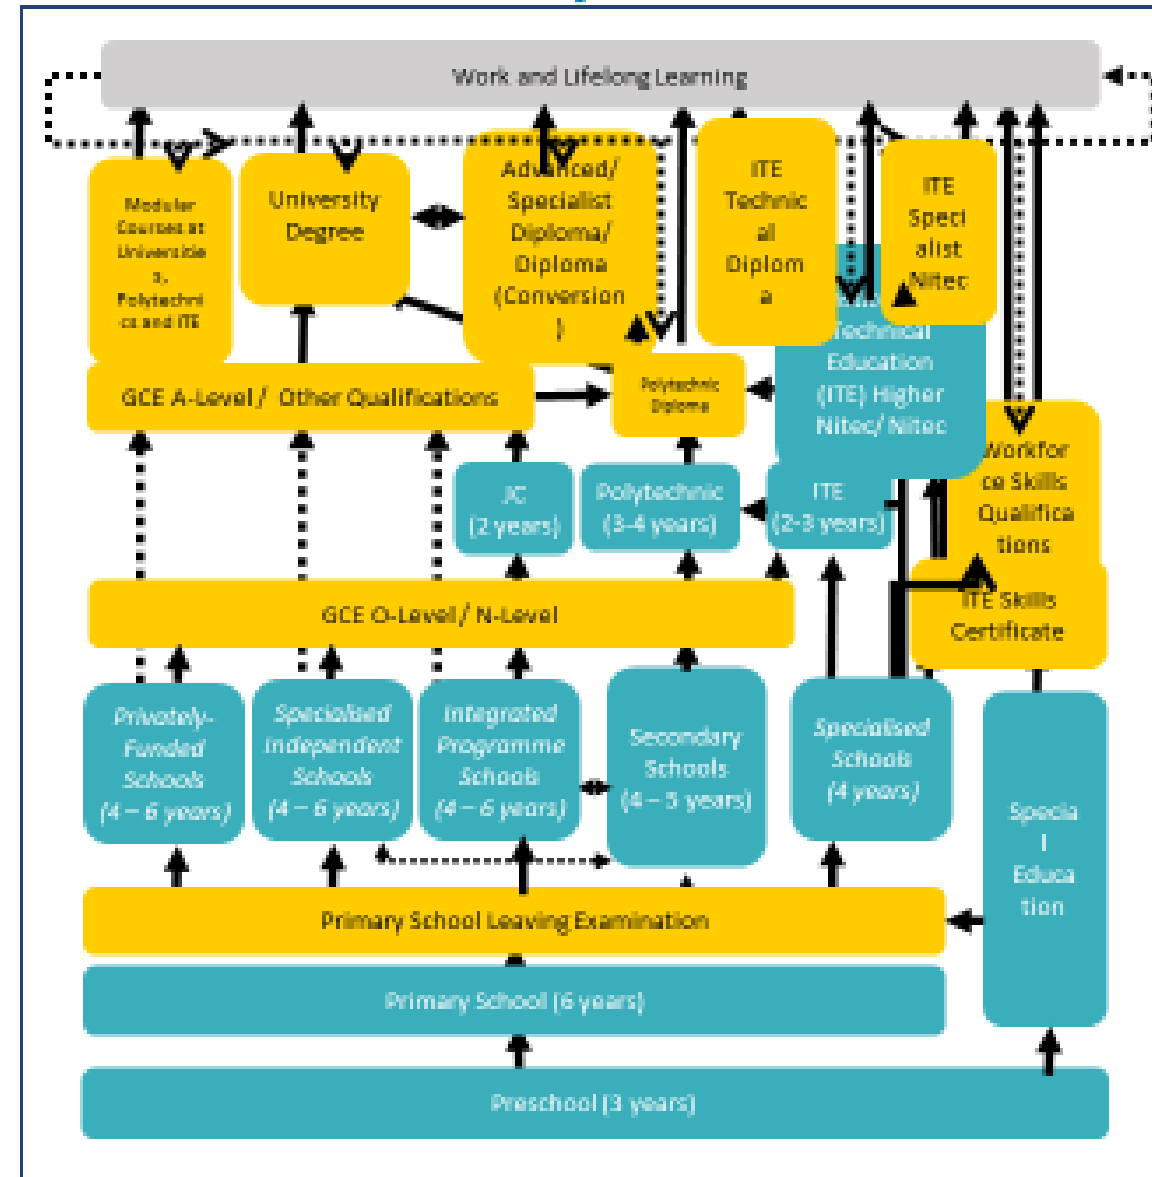 Work and Lifelong Learning
Modular
Courses at
Universitie
s,
Polytechni
cs and ITE
University
Degree
Advanced/
Specialist
Diploma/
Diploma
(Conversion
)
ITE
Technic
al
Diplom
a
ITE
Speci
alist
Nitec
Technical
Education
(ITE) Higher
Nitec/ Nitec
GCE A-Level / Other Qualifications
Polytechnic
Diploma
Workfor
ce Skills
Qualifica
tions
JC
(2 years)
Polytechnic
(3-4 years)
ITE
(2-3 years)
GCE O-Level / N-Level
ITE Skills
Certificate
Privately-
Funded
Schools
(4 – 6 years)
Specialised
Independent
Schools
(4 – 6 years)
Integrated
Programme
Schools
(4 – 6 years)
Secondary
Schools
(4 – 5 years)
Specialised
Schools
(4 years)
Specia
l
Educa
tion
Primary School Leaving Examination
Primary School (6 years)
Preschool (3 years)